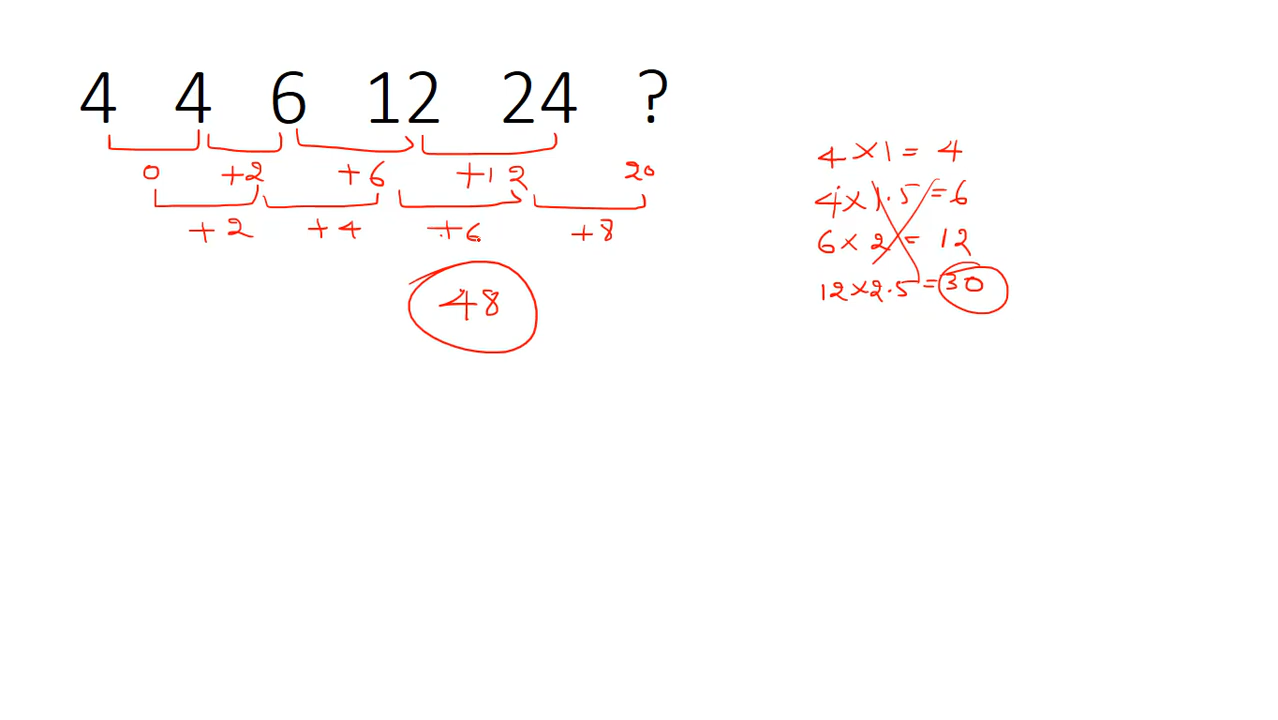 4 4 6 12 24 ?
0 +2 +6 +12 20
+2 +4 +6 +8
48
4×1= 4
4×1.5=6
6×2= 12
12×2.5=30